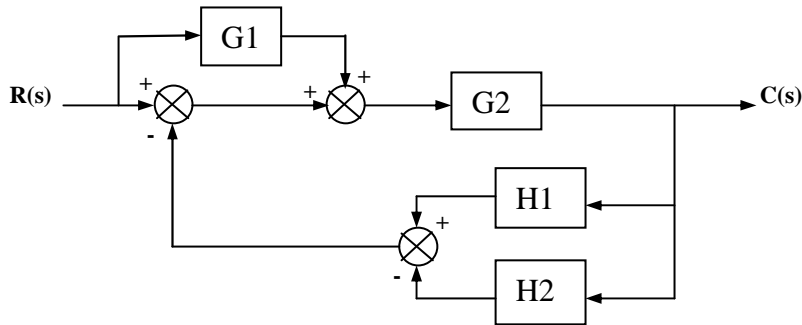 G1
+
+
R(s)
+
G2
C(s)
-
H1
+
-
H2